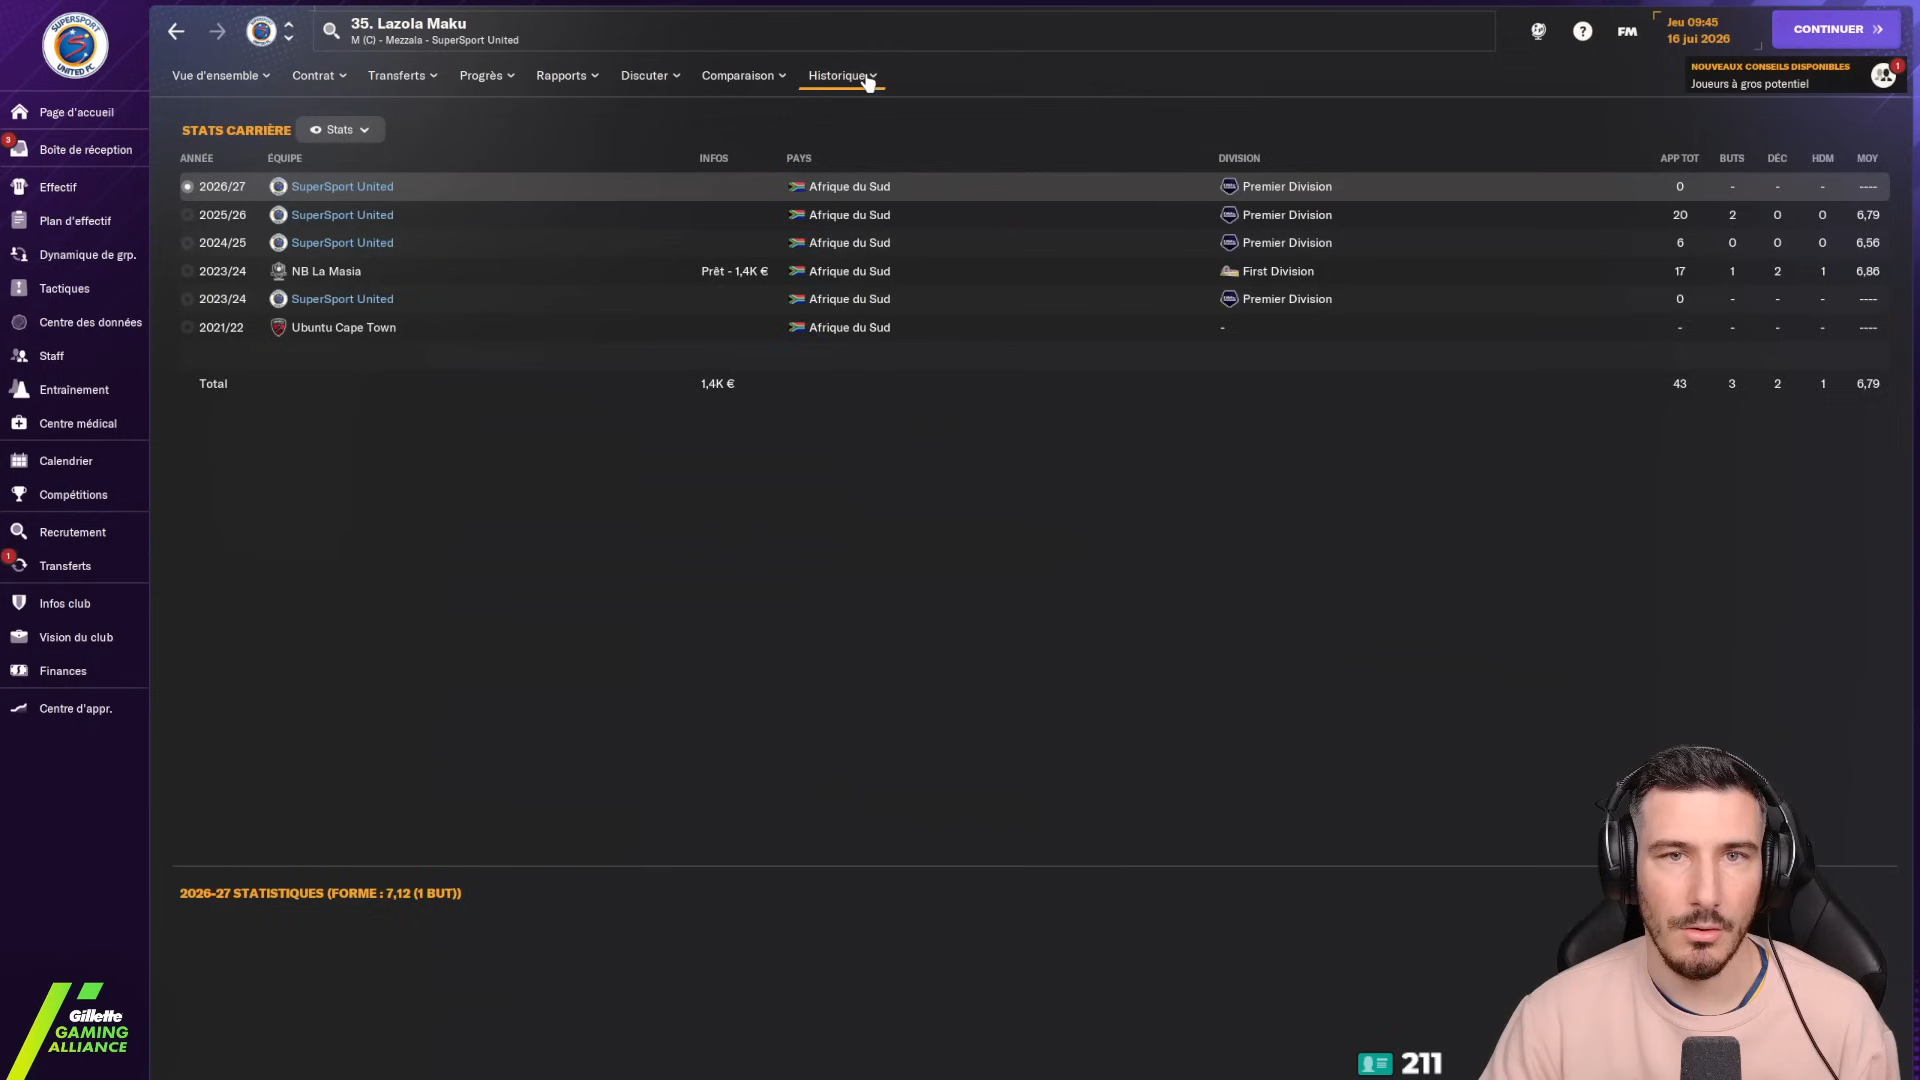 SUPERSPORT
UNITED FC
35. Lazola Maku
M (C) - Mezzala - SuperSport United
FM
Jeu 09:45
16 jui 2026
CONTINUER
Vue d'ensemble
Contrat
Transferts
Progrès
Rapports
Discuter
Comparaison
Historique
NOUVEAUX CONSEILS DISPONIBLES
Joueurs à gros potentiel
1
Page d'accueil
3
Boîte de réception
Effectif
Plan d'effectif
Dynamique de grp.
Tactiques
Centre des données
Staff
Entraînement
Centre médical
Calendrier
Compétitions
Recrutement
1
Transferts
Infos club
Vision du club
Finances
Centre d'appr.
STATS CARRIÈRE
Stats
ANNÉE ÉQUIPE INFOS PAYS DIVISION APP TOT BUTS DÉC HDM MOY
2026/27 SuperSport United Afrique du Sud Premier Division 0 - - - ----
2025/26 SuperSport United Afrique du Sud Premier Division 20 2 0 0 6,79
2024/25 SuperSport United Afrique du Sud Premier Division 6 0 0 0 6,56
2023/24 NB La Masia Prêt - 1,4K € Afrique du Sud First Division 17 1 2 1 6,86
2023/24 SuperSport United Afrique du Sud Premier Division 0 - - - ----
2021/22 Ubuntu Cape Town Afrique du Sud - - - - - ----
Total 1,4K € 43 3 2 1 6,79
2026-27 STATISTIQUES (FORME : 7,12 (1 BUT))
Gillette
GAMING
ALLIANCE
211